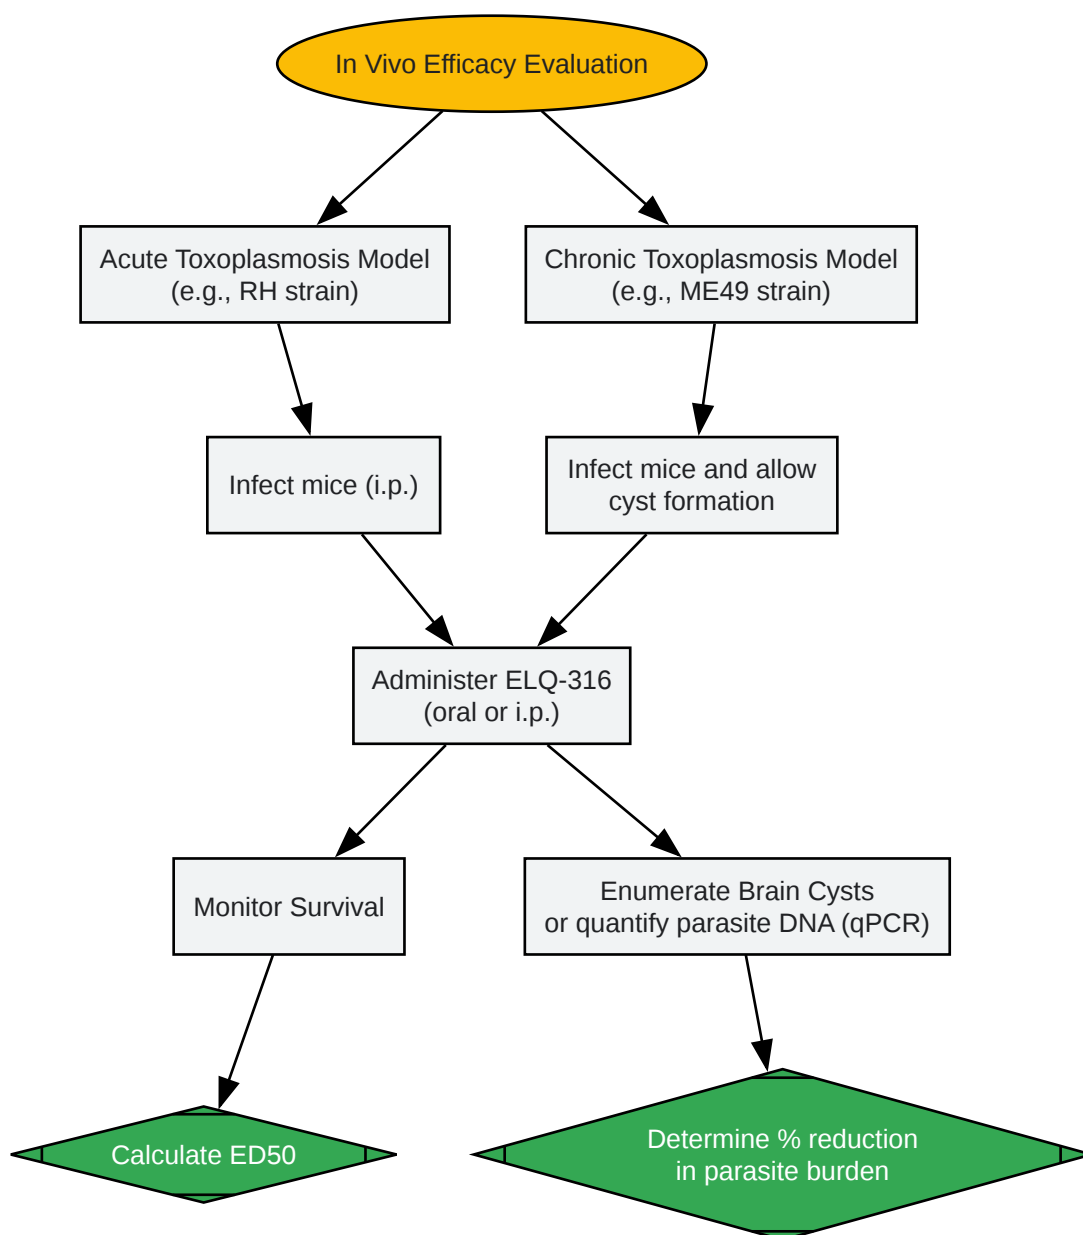 In Vivo Efficacy Evaluation
Acute Toxoplasmosis Model
(e.g., RH strain)
Chronic Toxoplasmosis Model
(e.g., ME49 strain)
Infect mice (i.p.)
Infect mice and allow
cyst formation
Administer ELQ-316
(oral or i.p.)
Monitor Survival
Enumerate Brain Cysts
or quantify parasite DNA (qPCR)
Calculate ED50
Determine % reduction
in parasite burden